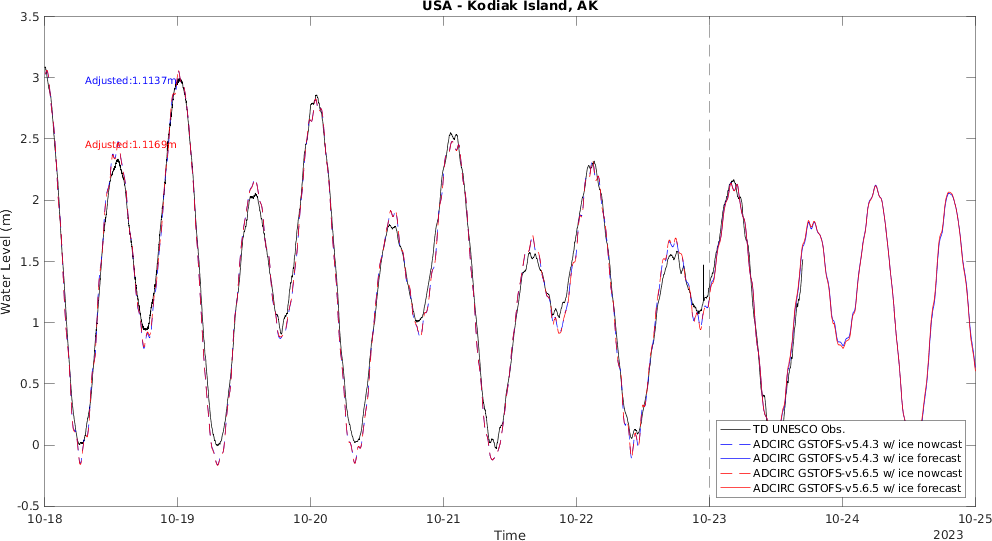 USA - Kodiak Island, AK
3.5
3
2.5
2
1.5
1
0.5
0
-0.5
Water Level (m)
Adjusted:1.1137m
Adjusted:1.1169m
TD UNESCO Obs.
ADCIRC GSTOFS-v5.4.3 w/ ice nowcast
ADCIRC GSTOFS-v5.4.3 w/ ice forecast
ADCIRC GSTOFS-v5.6.5 w/ ice nowcast
ADCIRC GSTOFS-v5.6.5 w/ ice forecast
10-18 10-19 10-20 10-21 10-22 10-23 10-24 10-25
Time
2023